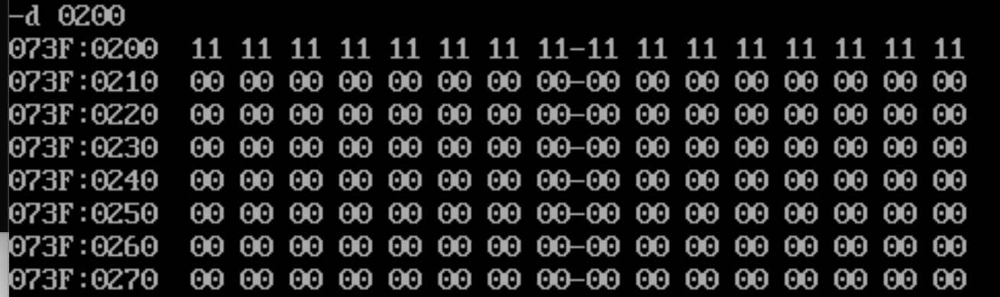 -d 0200
073F:0200  11 11 11 11 11 11 11 11-11 11 11 11 11 11 11 11
073F:0210  00 00 00 00 00 00 00 00-00 00 00 00 00 00 00 00
073F:0220  00 00 00 00 00 00 00 00-00 00 00 00 00 00 00 00
073F:0230  00 00 00 00 00 00 00 00-00 00 00 00 00 00 00 00
073F:0240  00 00 00 00 00 00 00 00-00 00 00 00 00 00 00 00
073F:0250  00 00 00 00 00 00 00 00-00 00 00 00 00 00 00 00
073F:0260  00 00 00 00 00 00 00 00-00 00 00 00 00 00 00 00
073F:0270  00 00 00 00 00 00 00 00-00 00 00 00 00 00 00 00